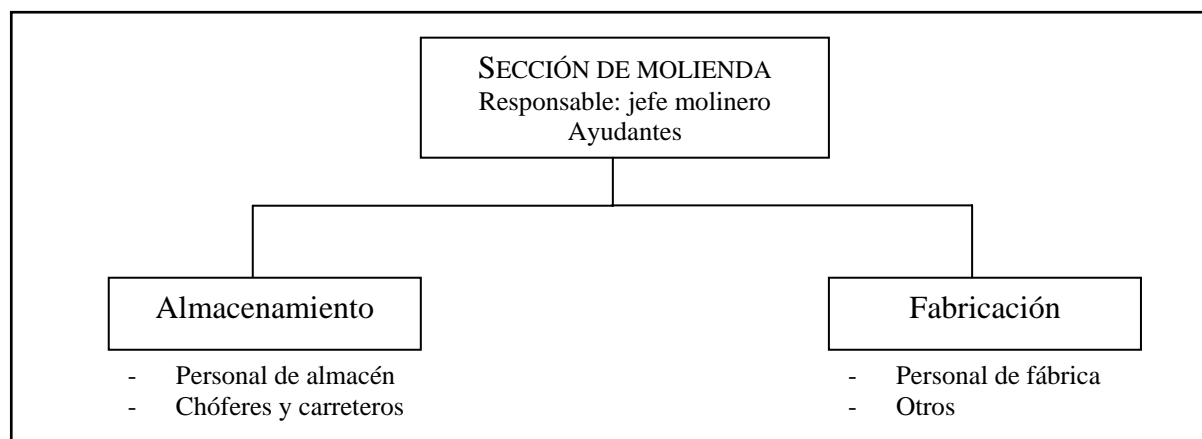 SECCIÓN DE MOLIENDA
Responsable: jefe molinero
Ayudantes
Almacenamiento
- Personal de almacén
- Chóferes y carreteros
Fabricación
- Personal de fábrica
- Otros